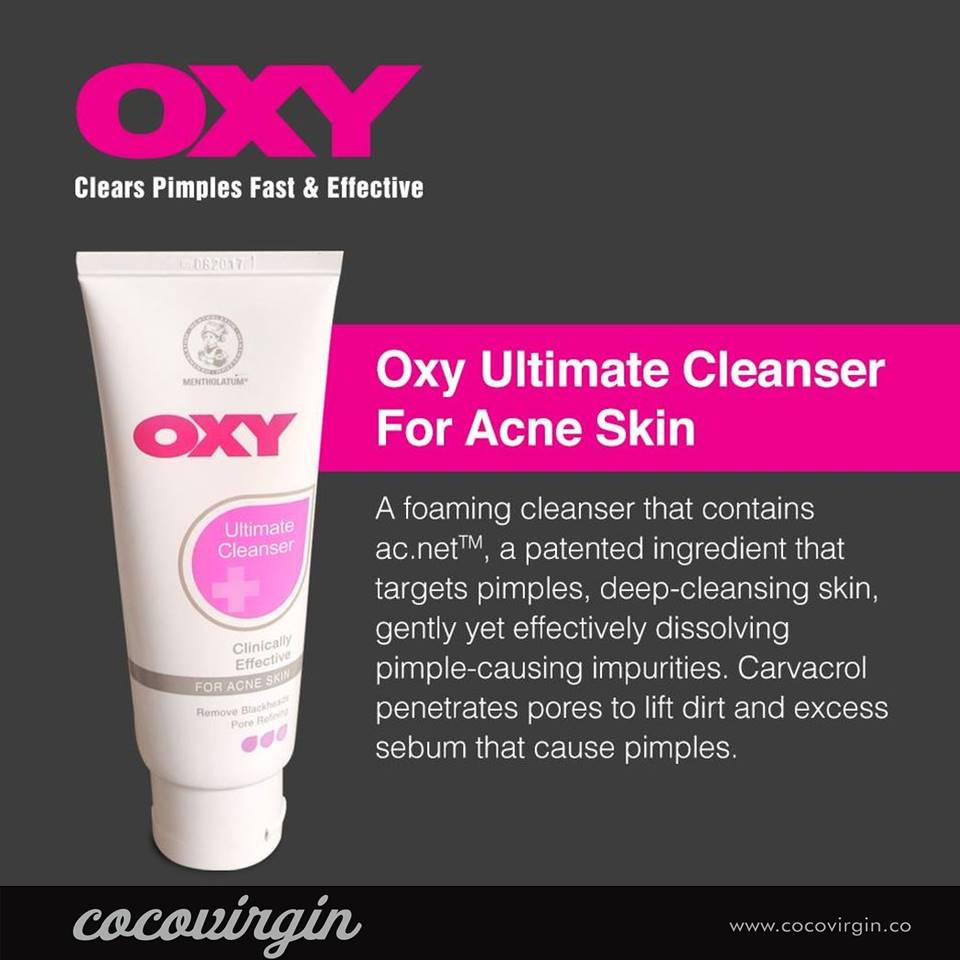 OXY
Clears Pimples Fast & Effective
082017
MENTHOLATUM®
OXY
Ultimate
Cleanser
Clinically
Effective
FOR ACNE SKIN
Remove Blackheads
Pore Refining
Oxy Ultimate Cleanser
For Acne Skin
A foaming cleanser that contains
ac.net™, a patented ingredient that
targets pimples, deep-cleansing skin,
gently yet effectively dissolving
pimple-causing impurities. Carvacrol
penetrates pores to lift dirt and excess
sebum that cause pimples.
cocovirgin
www.cocovirgin.co